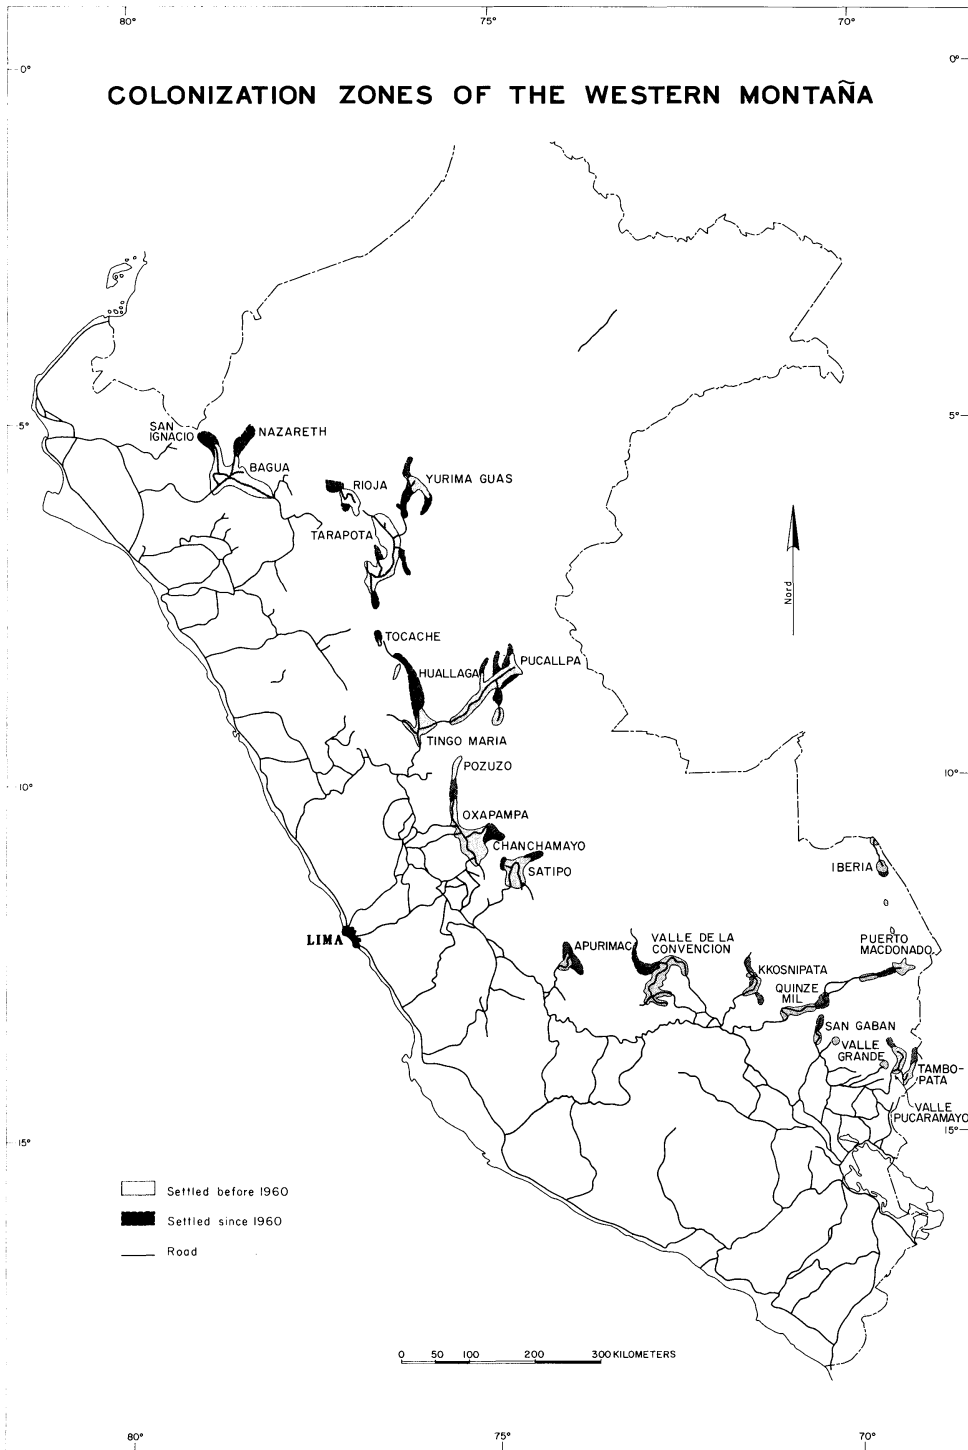 80°
75°
70°
0°
0°
COLONIZATION ZONES OF THE WESTERN MONTAÑA
5°
5°
SAN
IGNACIO
NAZARETH
BAGUA
RIOJA
YURIMA GUAS
TARAPOTA
Nord
TOCACHE
HUALLAGA
PUCALLPA
TINGO MARIA
POZUZO
10°
10°
OXAPAMPA
CHANCHAMAYO
SATIPO
IBERIA
LIMA
APURIMAC
VALLE DE LA
CONVENCION
PUERTO
MACDONADO
KKOSNIPATA
QUINZE
MIL
SAN GABAN
VALLE
GRANDE
TAMBO-
PATA
VALLE
PUCARAMAYO
15°
15°
Settled before 1960
Settled since 1960
Road
0 50 100 200 300 KILOMETERS
80°
75°
70°